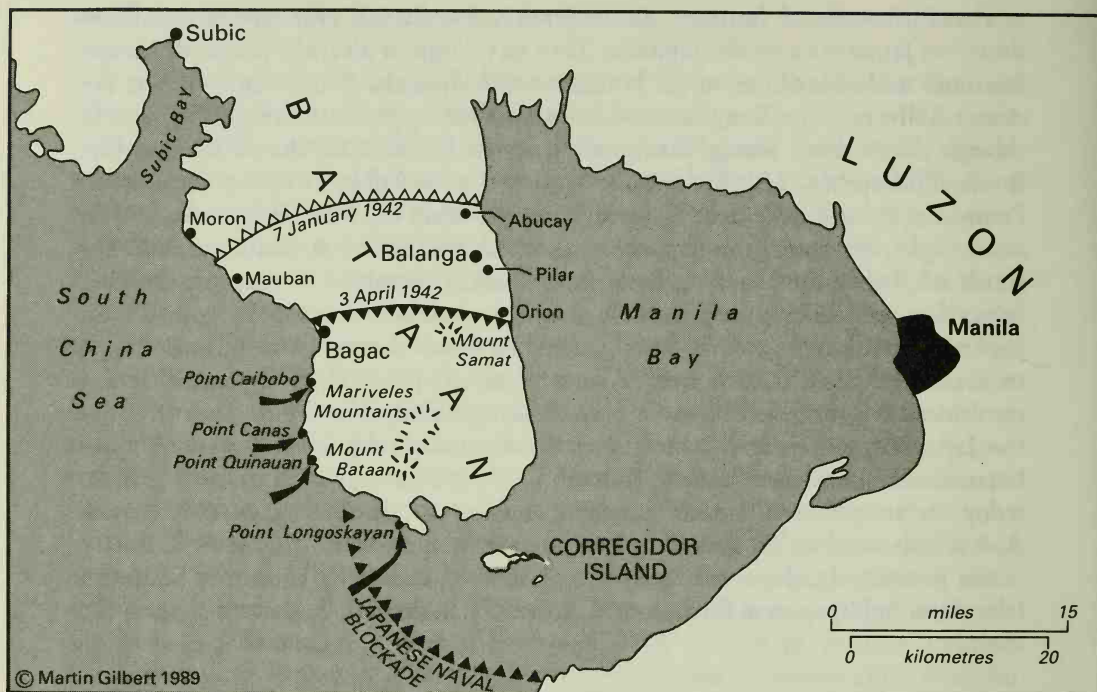 Subic
Subic Bay
BATAAN
LUZON
7 January 1942
Moron
Abucay
Mauban
Balanga
Pilar
South
China
Sea
3 April 1942
Orion
Manila
Bay
Manila
Bagac
Mount
Samat
Point Caibobo
Mariveles
Mountains
Point Canas
Mount
Bataan
Point Quinauan
Point Longoskayan
CORREGIDOR
ISLAND
JAPANESE NAVAL
BLOCKADE
0 miles 15
0 kilometres 20
© Martin Gilbert 1989